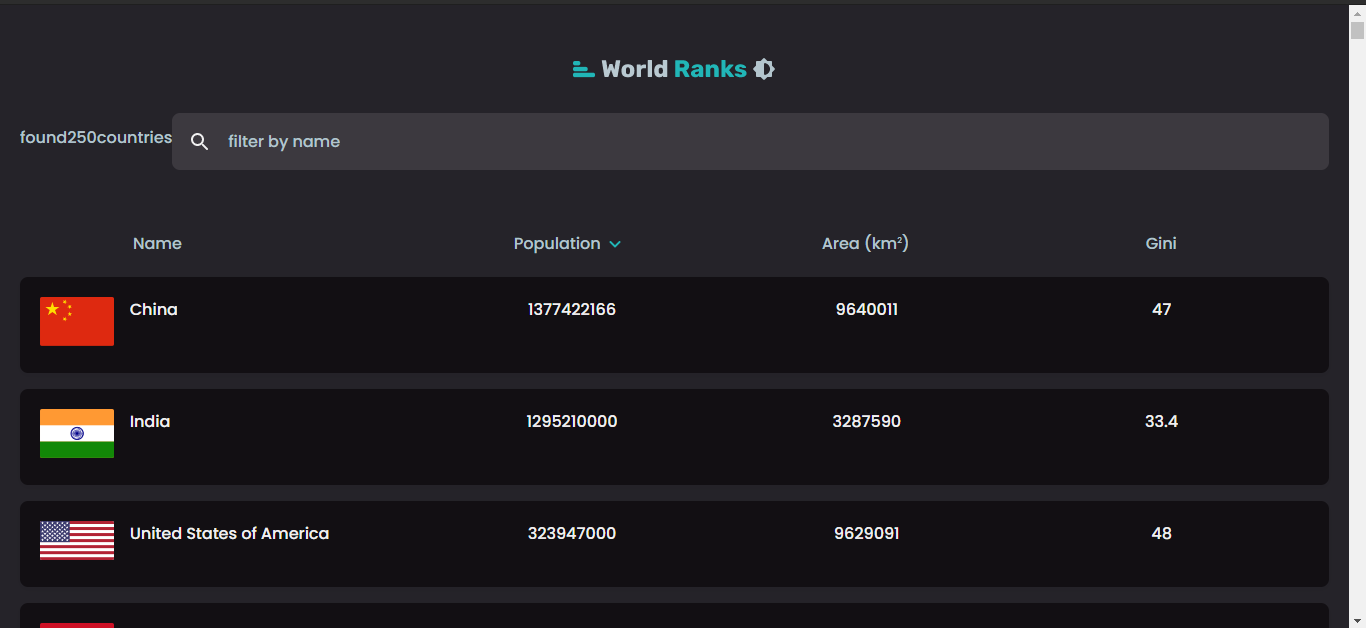 World Ranks
found250countries
filter by name
Name Population Area (km²) Gini
China 1377422166 9640011 47
India 1295210000 3287590 33.4
United States of America 323947000 9629091 48